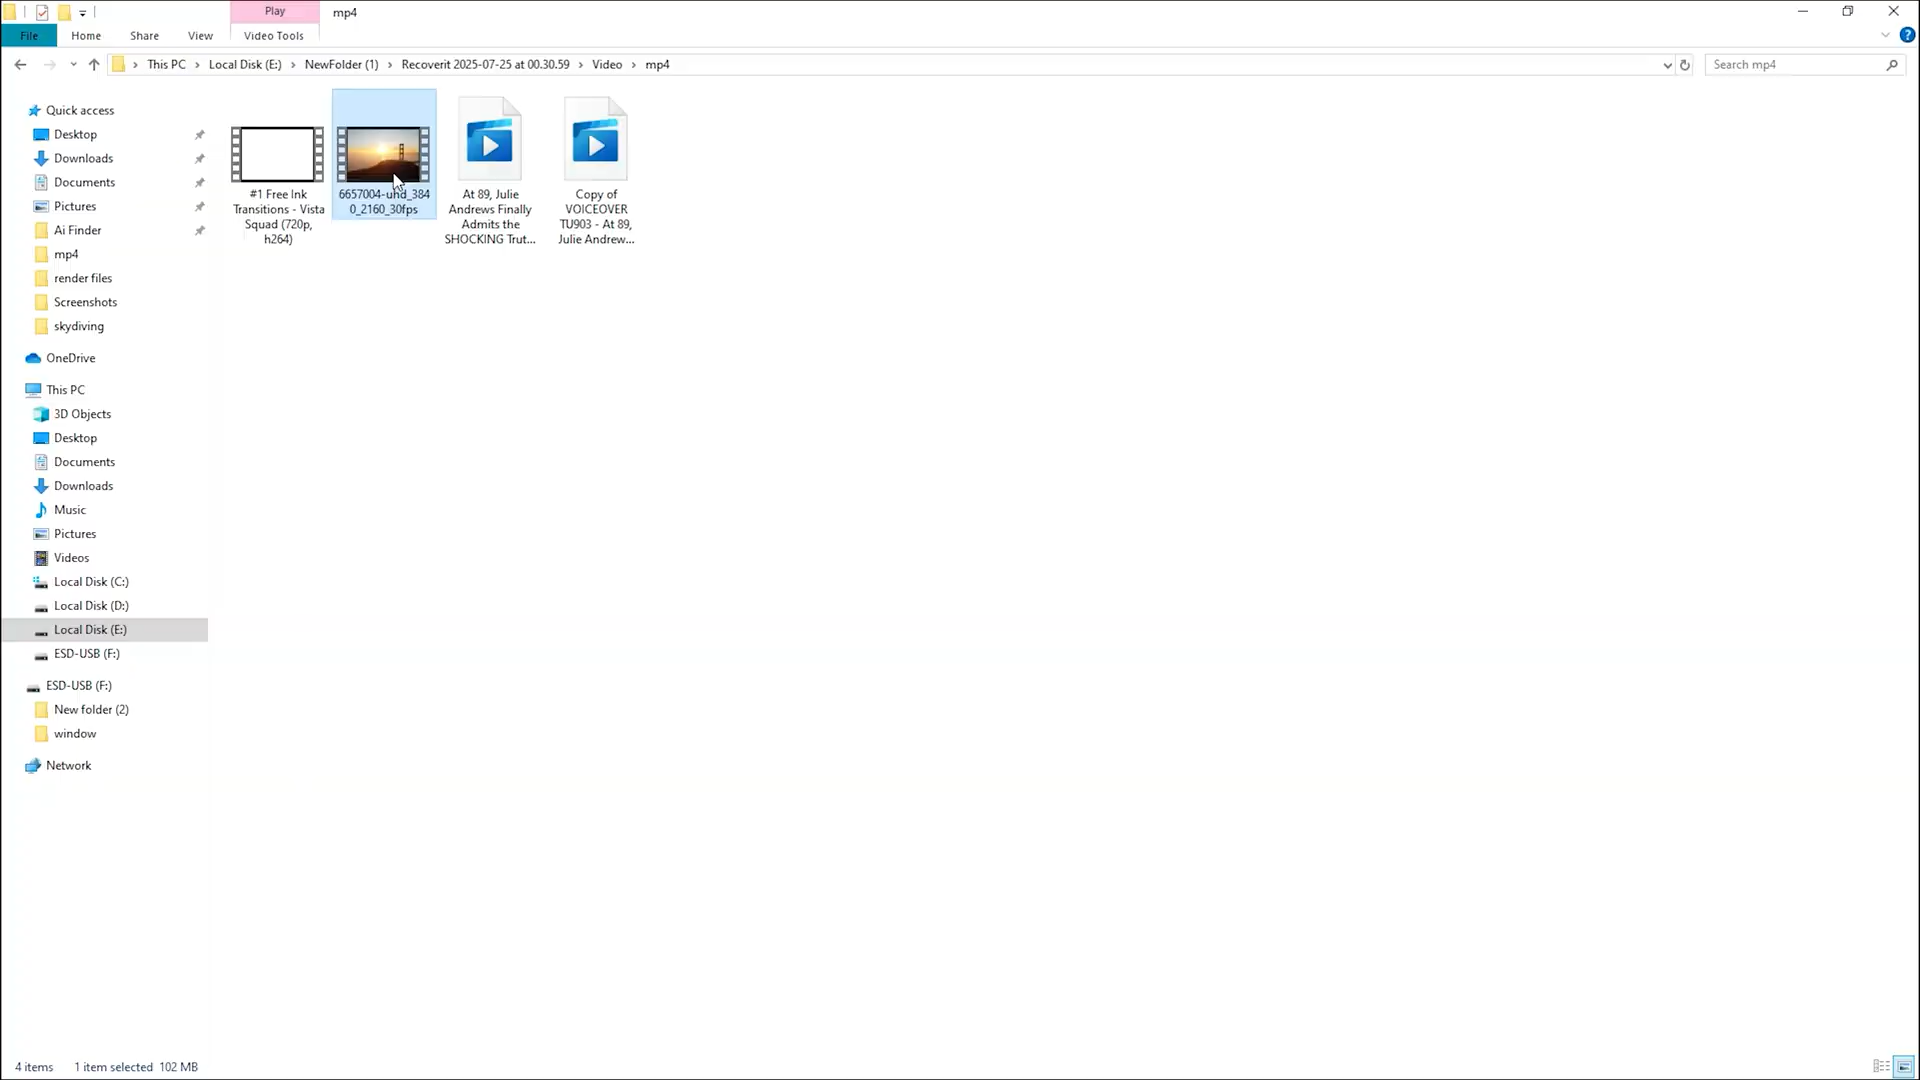 Play
mp4
File
Home
Share
View
Video Tools
This PC
Local Disk (E:)
NewFolder (1)
Recoverit 2025-07-25 at 00.30.59
Video
mp4
Search mp4
Quick access
Desktop
Downloads
Documents
Pictures
Ai Finder
mp4
render files
Screenshots
skydiving
OneDrive
This PC
3D Objects
Desktop
Documents
Downloads
Music
Pictures
Videos
Local Disk (C:)
Local Disk (D:)
Local Disk (E:)
ESD-USB (F:)
ESD-USB (F:)
New folder (2)
window
Network
#1 Free Ink
Transitions - Vista
Squad (720p,
h264)
6657004-uhd_384
0_2160_30fps
At 89, Julie
Andrews Finally
Admits the
SHOCKING Trut...
Copy of
VOICEOVER
TU903 - At 89,
Julie Andrew...
4 items
1 item selected 102 MB